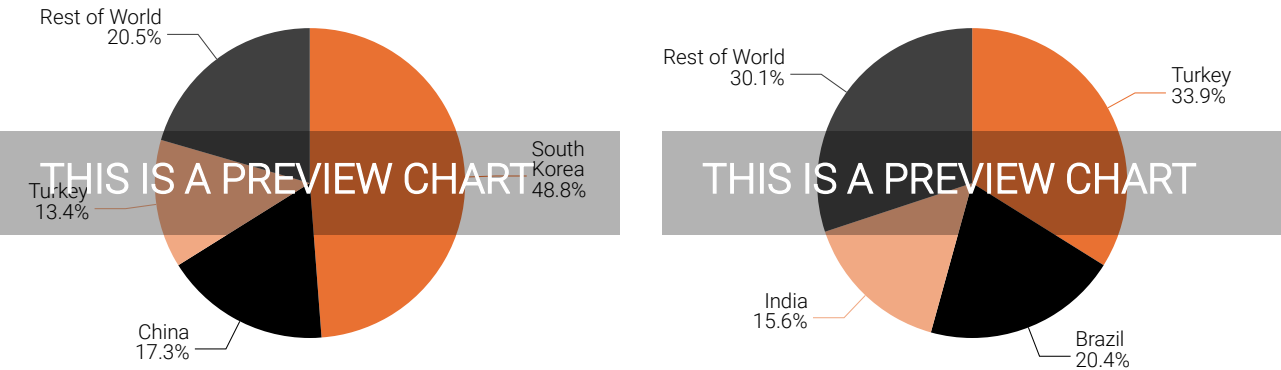 Rest of World
20.5%
South
Korea
48.8%
THIS IS A PREVIEW CHART
Turkey
13.4%
China
17.3%
Rest of World
30.1%
Turkey
33.9%
THIS IS A PREVIEW CHART
India
15.6%
Brazil
20.4%